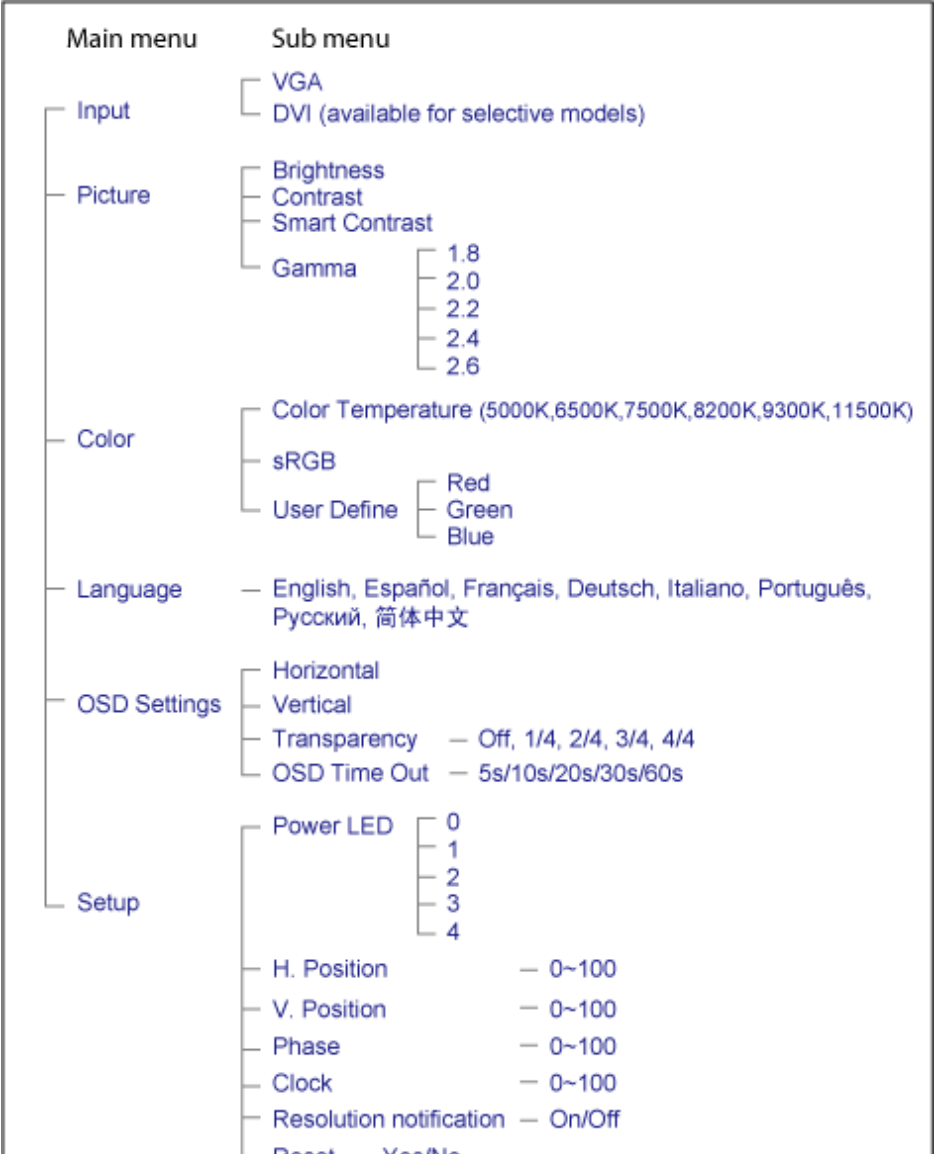 Main menu Sub menu
VGA
Input DVI (available for selective models)
Brightness
Picture Contrast
Smart Contrast
Gamma 1.8
2.0
2.2
2.4
2.6
Color Temperature (5000K,6500K,7500K,8200K,9300K,11500K)
Color
sRGB
Red
User Define Green
Blue
Language English, Español, Français, Deutsch, Italiano, Português,
Русский, 简体中文
Horizontal
OSD Settings Vertical
Transparency Off, 1/4, 2/4, 3/4, 4/4
OSD Time Out 5s/10s/20s/30s/60s
Power LED 0
1
2
Setup 3
4
H. Position 0~100
V. Position 0~100
Phase 0~100
Clock 0~100
Resolution notification On/Off
Reset Yes/No